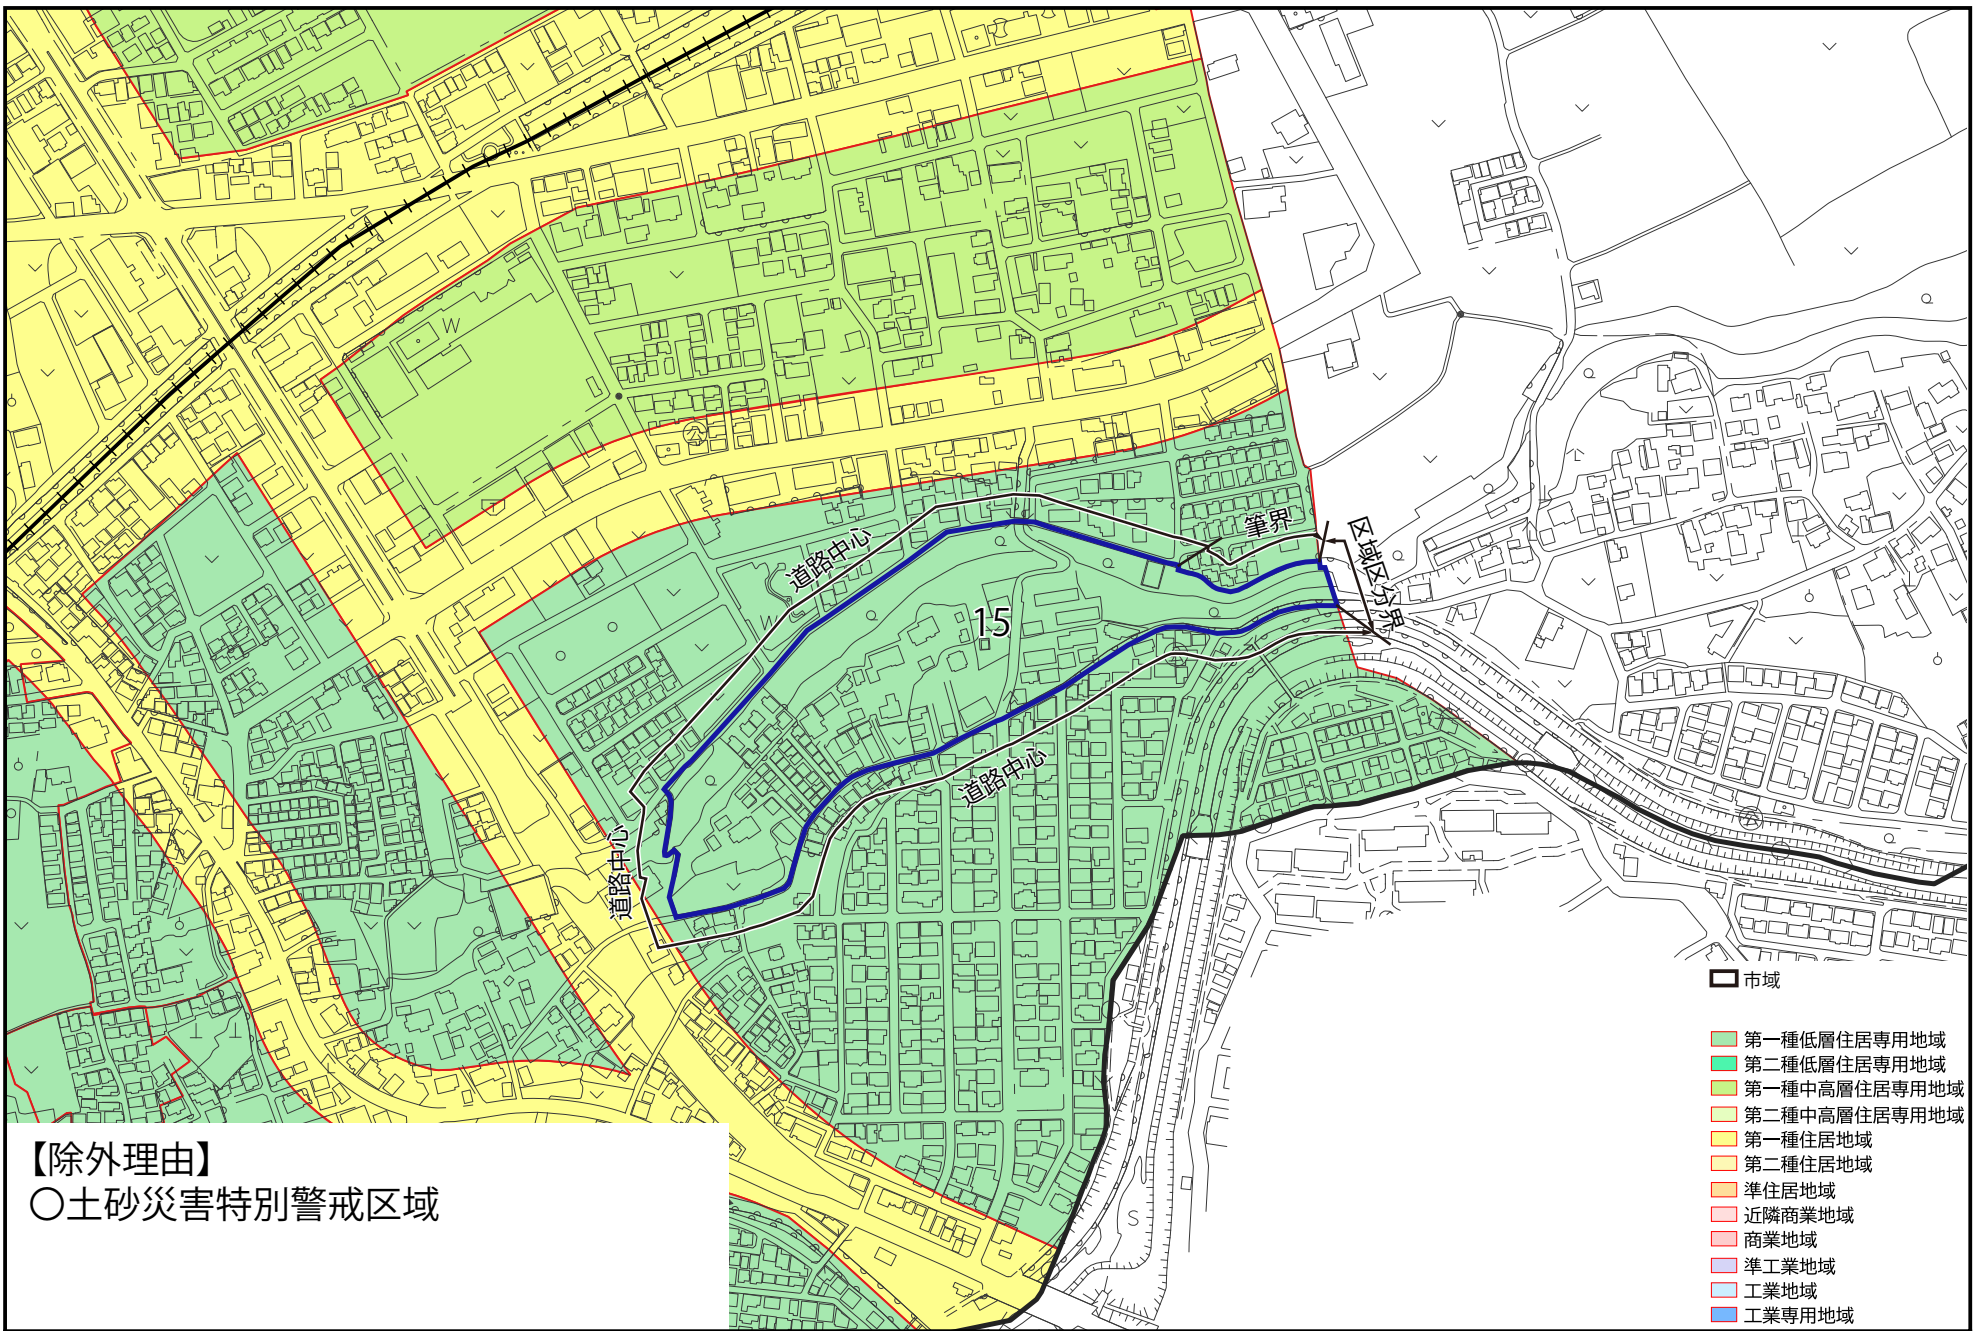 道路中心
筆界
区域区分界
15
道路中心
道路中心
W
W
公
公
T
S
市域
第一種低層住居専用地域
第二種低層住居専用地域
第一種中高層住居専用地域
第二種中高層住居専用地域
第一種住居地域
第二種住居地域
準住居地域
近隣商業地域
商業地域
準工業地域
工業地域
工業専用地域
【除外理由】
〇土砂災害特別警戒区域